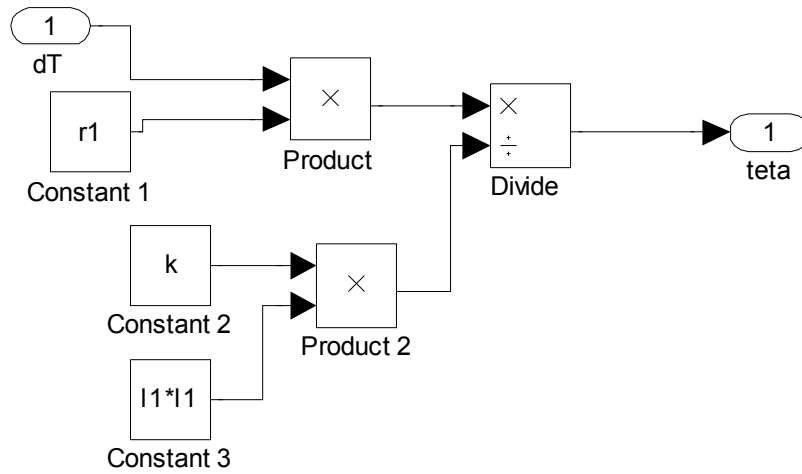 1
dT
r1
Constant 1
×
Product
×
÷
Divide
1
teta
k
Constant 2
×
Product 2
l1*l1
Constant 3